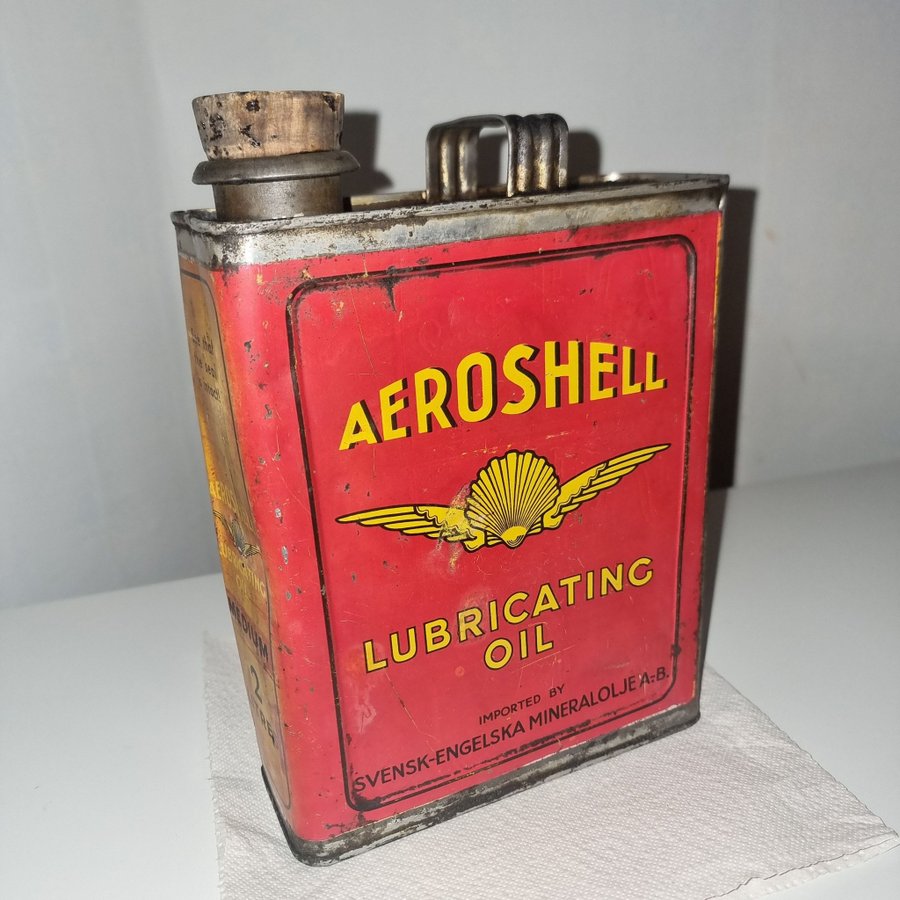 AEROSHELL
LUBRICATING
OIL
IMPORTED BY
SVENSK-ENGELSKA MINERALOLJE A.-B.
MEDIUM
2